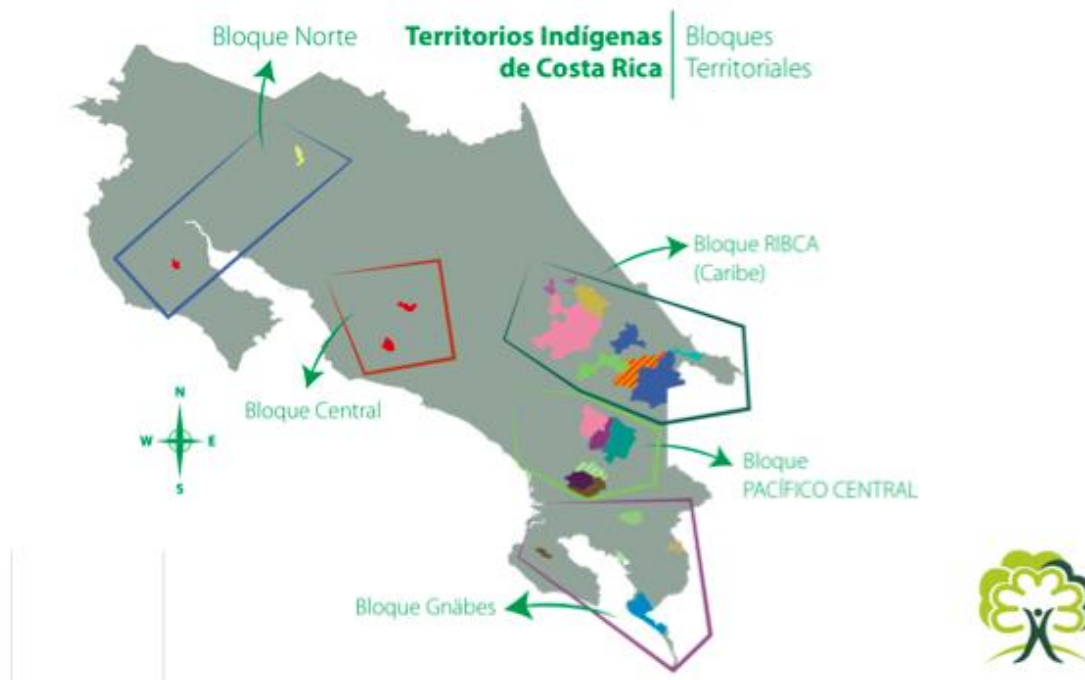 Bloque Norte
Territorios Indígenas
de Costa Rica
Bloques
Territoriales
Bloque RIBCA
(Caribe)
Bloque Central
N
W E
S
Bloque
PACÍFICO CENTRAL
Bloque Gnäbes